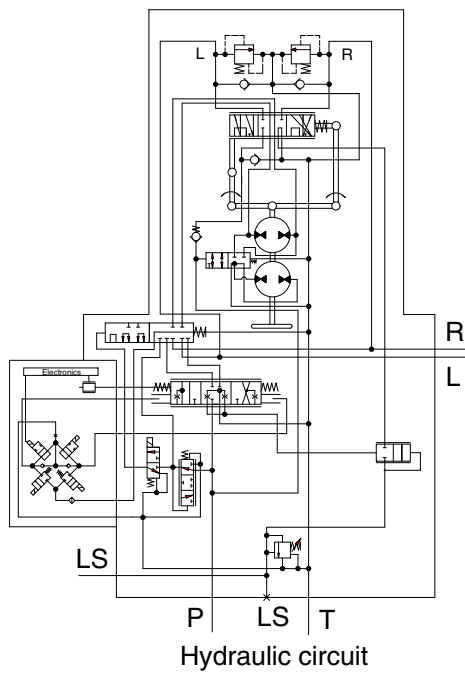 L R
R
L
Electronics
LS
P LS T
Hydraulic circuit